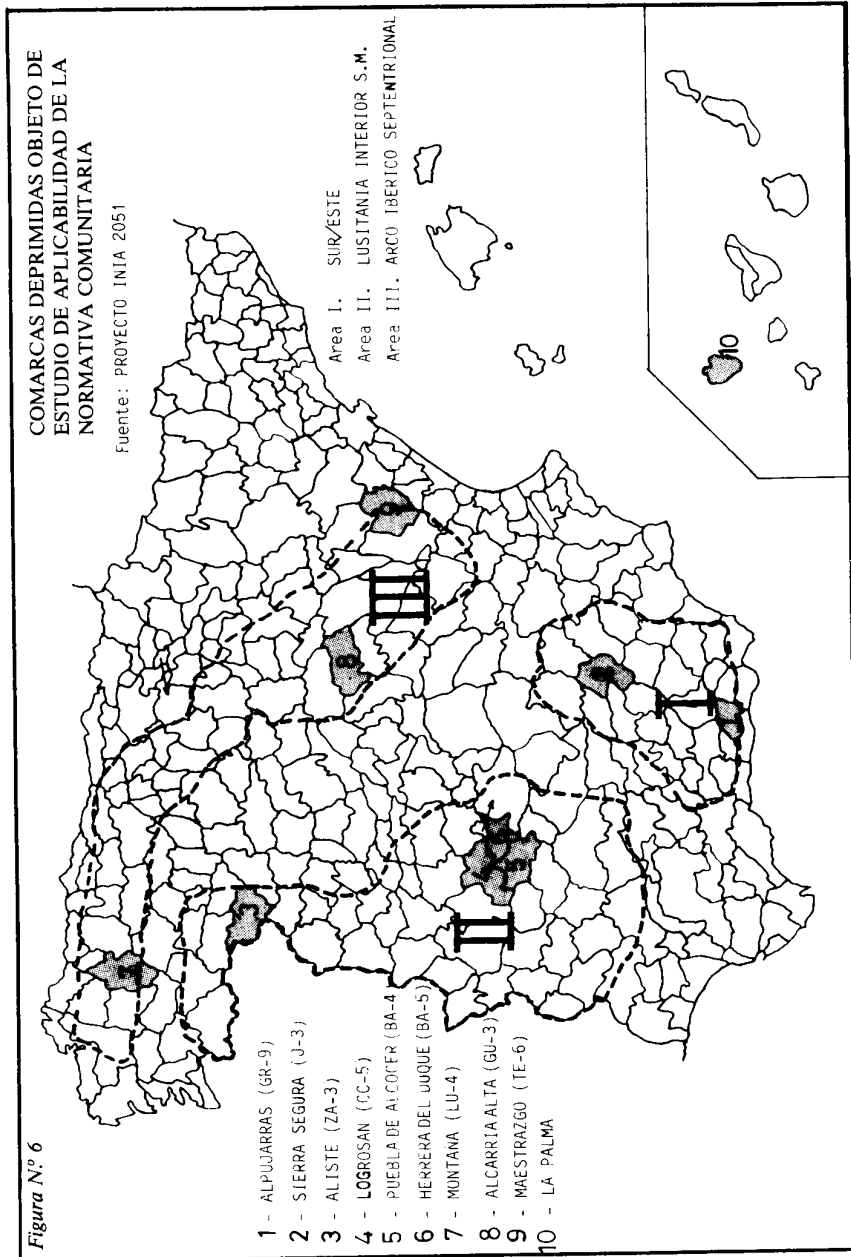 Figura N.º 6
COMARCAS DEPRIMIDAS OBJETO DE
ESTUDIO DE APLICABILIDAD DE LA
NORMATIVA COMUNITARIA
Fuente: PROYECTO INIA 2051
Area I. SUR/ESTE
Area II. LUSITANIA INTERIOR S.M.
Area III. ARCO IBERICO SEPTENTRIONAL
1 - ALPUJARRAS (GR-9)
2 - SIERRA SEGURA (J-3)
3 - ALISTE (ZA-3)
4 - LOGROSAN (CC-5)
5 - PUEBLA DE ALCOCER (BA-4
6 - HERRERA DEL DUQUE (BA-5)
7 - MONTAÑA (LU-4)
8 - ALCARRIA ALTA (GU-3)
9 - MAESTRAZGO (TE-6)
10 - LA PALMA
III
9
8
I
II
3
10